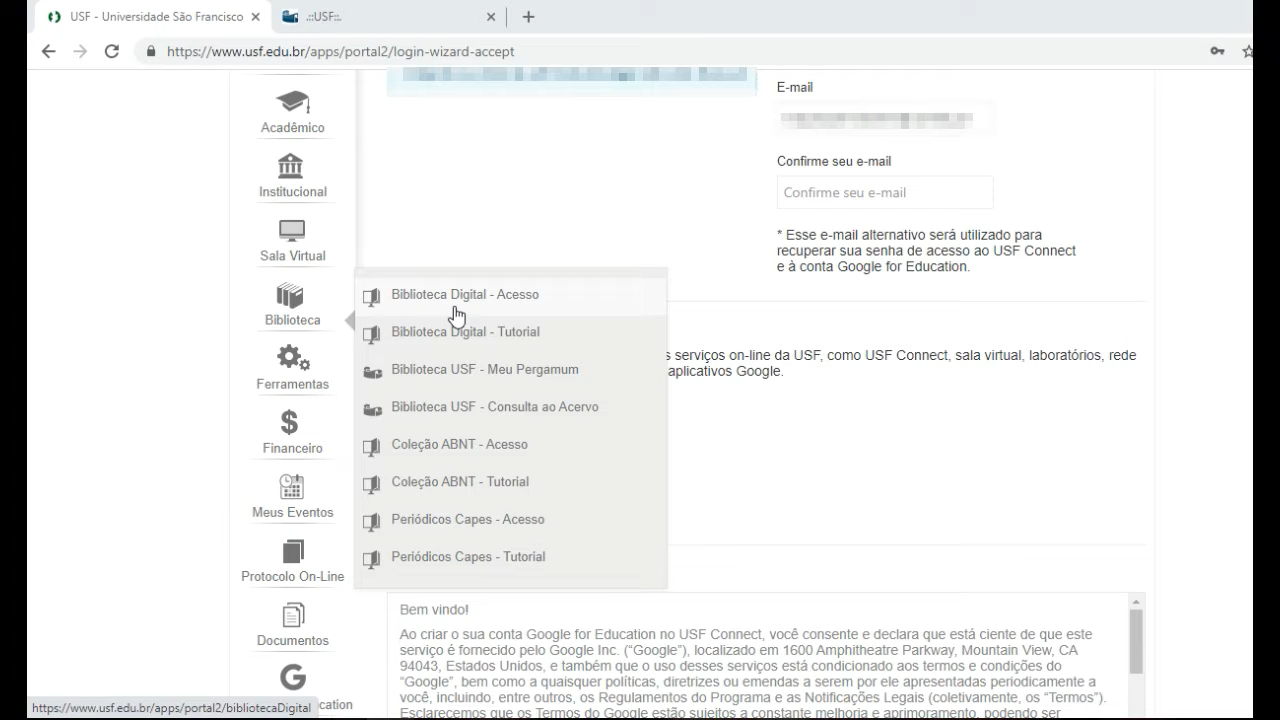 USF - Universidade São Francisco
.::USF::.
https://www.usf.edu.br/apps/portal2/login-wizard-accept
E-mail
Confirme seu e-mail
Confirme seu e-mail
* Esse e-mail alternativo será utilizado para
recuperar sua senha de acesso ao USF Connect
e à conta Google for Education.
Acadêmico
Institucional
Sala Virtual
Biblioteca
Ferramentas
Financeiro
Meus Eventos
Protocolo On-Line
Documentos
Biblioteca Digital - Acesso
Biblioteca Digital - Tutorial
Biblioteca USF - Meu Pergamum
Biblioteca USF - Consulta ao Acervo
Coleção ABNT - Acesso
Coleção ABNT - Tutorial
Periódicos Capes - Acesso
Periódicos Capes - Tutorial
s serviços on-line da USF, como USF Connect, sala virtual, laboratórios, rede
aplicativos Google.
Bem vindo!
Ao criar o sua conta Google for Education no USF Connect, você consente e declara que está ciente de que este
serviço é fornecido pelo Google Inc. ("Google"), localizado em 1600 Amphitheatre Parkway, Mountain View, CA
94043, Estados Unidos, e também que o uso desses serviços está condicionado aos termos e condições do
"Google", bem como a quaisquer políticas, diretrizes ou emendas a serem por ele apresentadas periodicamente a
você, incluindo, entre outros, os Regulamentos do Programa e as Notificações Legais (coletivamente, os "Termos").
Esclarecemos que os Termos do Google estão sujeitos a constante melhoria e aprimoramento, podendo ser
cation
https://www.usf.edu.br/apps/portal2/bibliotecaDigital